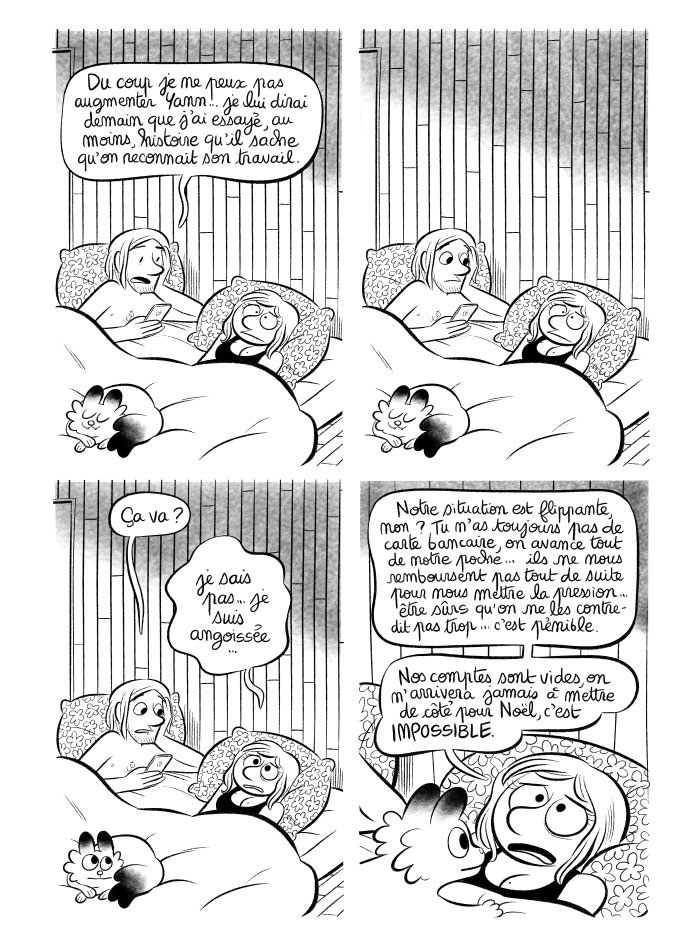 Du coup je ne peux pas
augmenter Yann!.. je lui dirai
demain que j'ai essayé, au
moins, histoire qu'il sache
qu'on reconnait son travail.
Ça va ?
je sais
pas... je
suis
angoissée
...
Notre situation est flippante,
non ? Tu n'as toujours pas de
carte bancaire, on avance tout
de notre poche... ils ne nous
remboursent pas tout de suite
pour nous mettre la pression...
être sûrs qu'on ne les contre-
dit pas trop... c'est pénible.
Nos comptes sont vides, on
n'arrivera jamais à mettre
de côté pour Noël, c'est
IMPOSSIBLE.